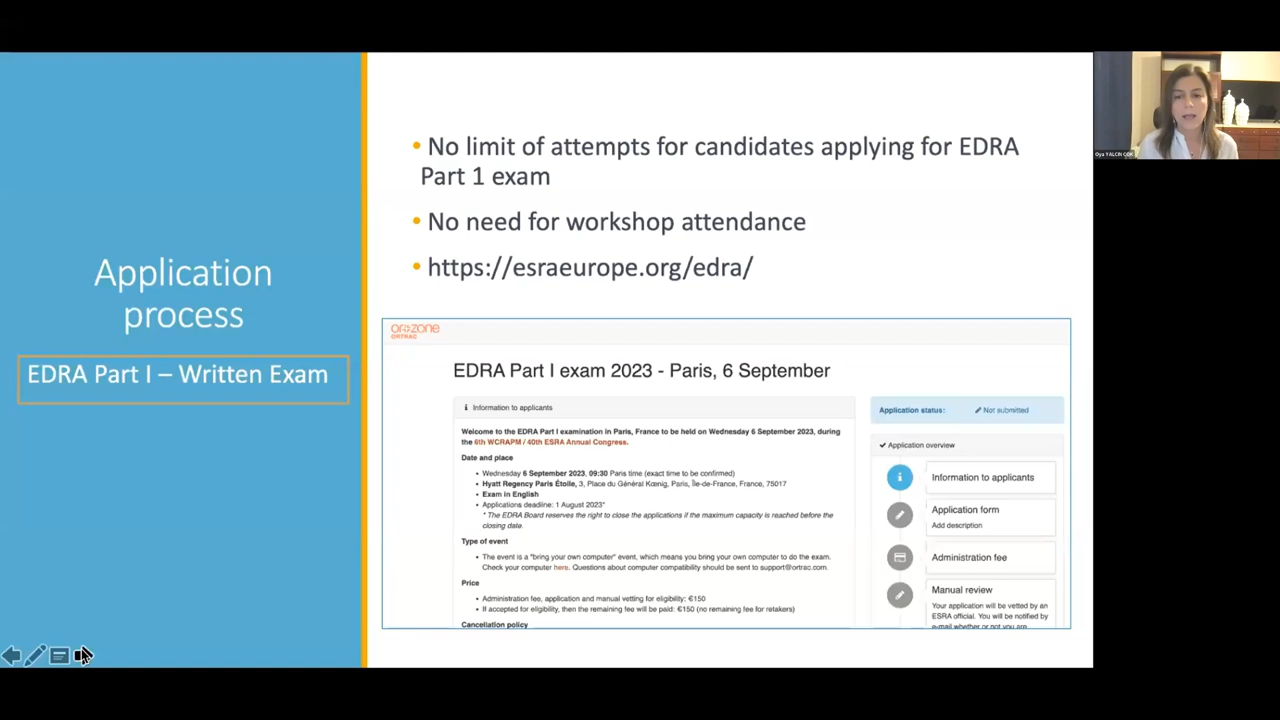 Application
process
EDRA Part I – Written Exam
• No limit of attempts for candidates applying for EDRA
Part 1 exam
• No need for workshop attendance
• https://esraeurope.org/edra/
orzone
ORTRAC
EDRA Part I exam 2023 - Paris, 6 September
Information to applicants
Welcome to the EDRA Part I examination in Paris, France to be held on Wednesday 6 September 2023, during
the 6th WCRAPM / 40th ESRA Annual Congress.
Date and place
• Wednesday 6 September 2023, 09:30 Paris time (exact time to be confirmed)
• Hyatt Regency Paris Étoile, 3, Place du Général Kœnig, Paris, Île-de-France, France, 75017
• Exam in English
• Applications deadline: 1 August 2023*
* The EDRA Board reserves the right to close the applications if the maximum capacity is reached before the
closing date.
Type of event
• The event is a "bring your own computer" event, which means you bring your own computer to do the exam.
Check your computer here. Questions about computer compatibility should be sent to support@ortrac.com.
Price
• Administration fee, application and manual vetting for eligibility: €150
• If accepted for eligibility, then the remaining fee will be paid: €150 (no remaining fee for retakers)
Cancellation policy
Application status: Not submitted
Application overview
Information to applicants
Application form
Add description
Administration fee
Manual review
Your application will be vetted by an
ESRA official. You will be notified by
e-mail whether or not you are
Oya YALCIN COK